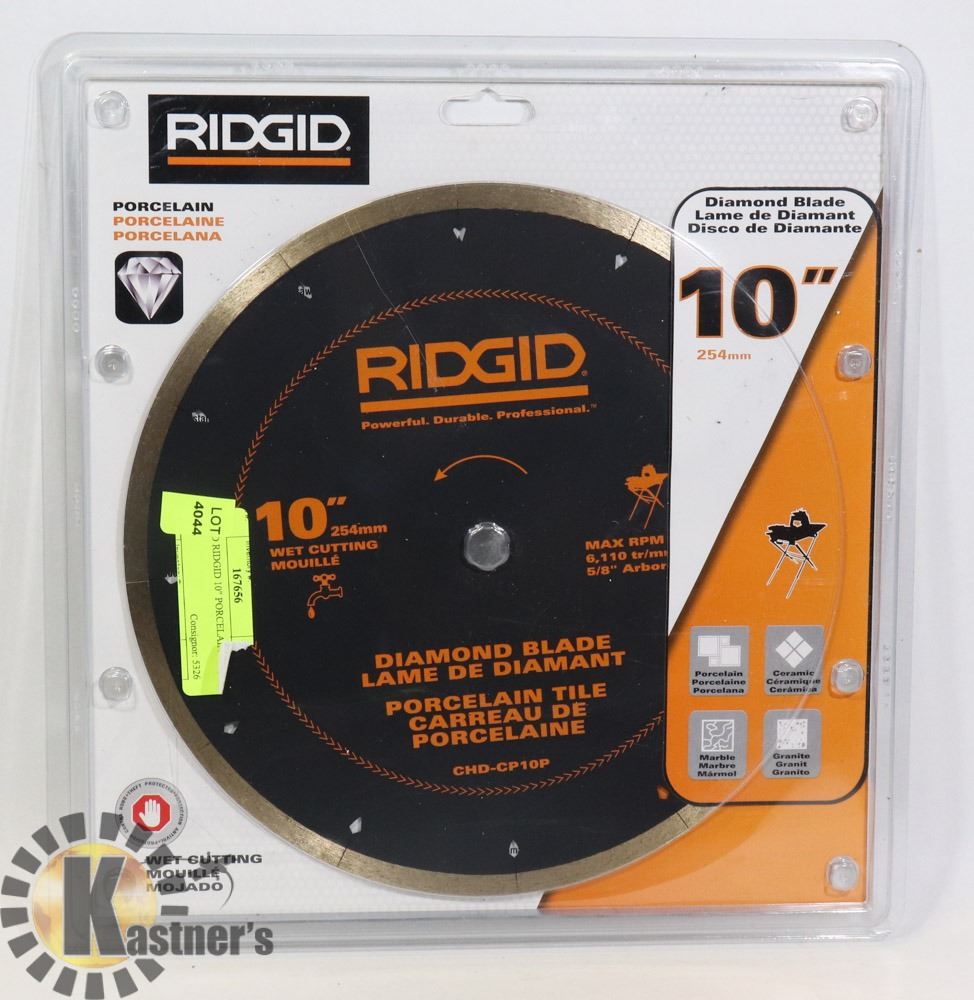 RIDGID
PORCELAIN
PORCELAINE
PORCELANA
Diamond Blade
Lame de Diamant
Disco de Diamante
10"
254mm
RIDGID
Powerful. Durable. Professional.™
10"
254mm
WET CUTTING
MOUILLÉ
MAX RPM
6,110 tr/m
5/8" Arbor
DIAMOND BLADE
LAME DE DIAMANT
PORCELAIN TILE
CARREAU DE
PORCELAINE
CHD-CP10P
LOT
4044
RIDGID 10" PORCELA
167656
Consignor: 5326
Porcelain
Porcelaine
Porcelana
Ceramic
Céramique
Cerámica
Marble
Marbre
Mármol
Granite
Granit
Granito
WET CUTTING
MOUILLÉ
MOJADO
Kastner's